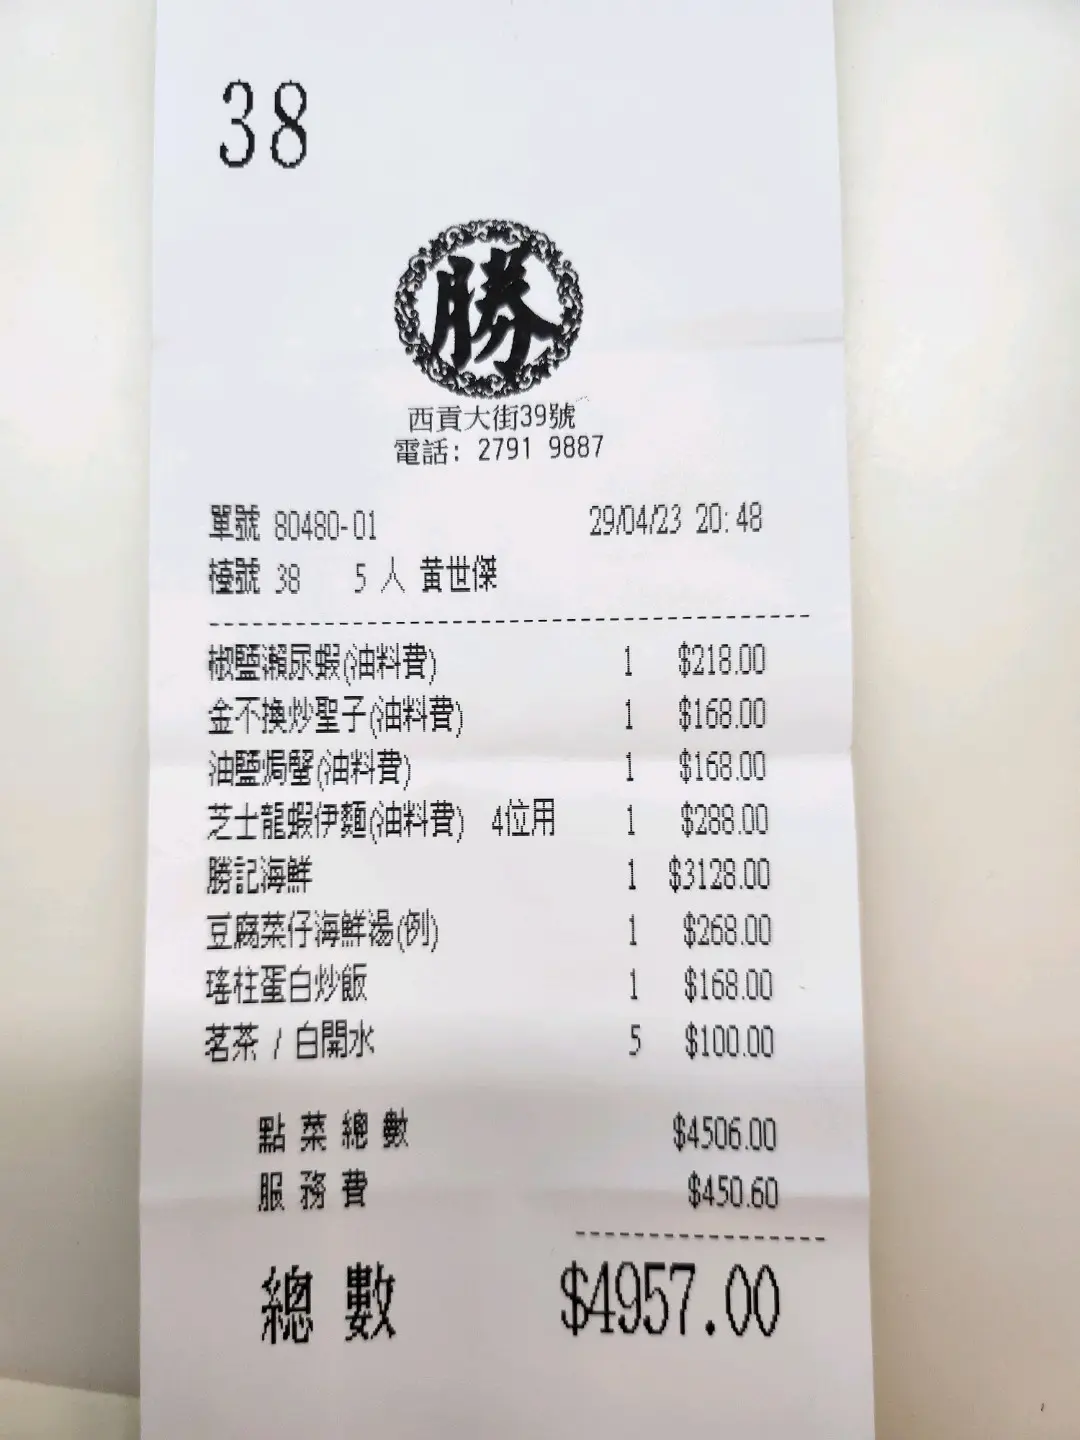 38
勝
西貢大街39號
電話: 2791 9887
單號 80480-01 29/04/23 20:48
檯號 38 5 人 黄世傑
椒鹽瀨尿蝦(油料費) 1 $218.00
金不換炒聖子(油料費) 1 $168.00
油鹽焗蟹(油料費) 1 $168.00
芝士龍蝦伊麵(油料費) 4位用 1 $288.00
勝記海鮮 1 $3128.00
豆腐菜仔海鮮湯(例) 1 $268.00
瑤柱蛋白炒飯 1 $168.00
茗茶 / 白開水 5 $100.00
點菜總數 $4506.00
服務費 $450.60
總數 $4957.00